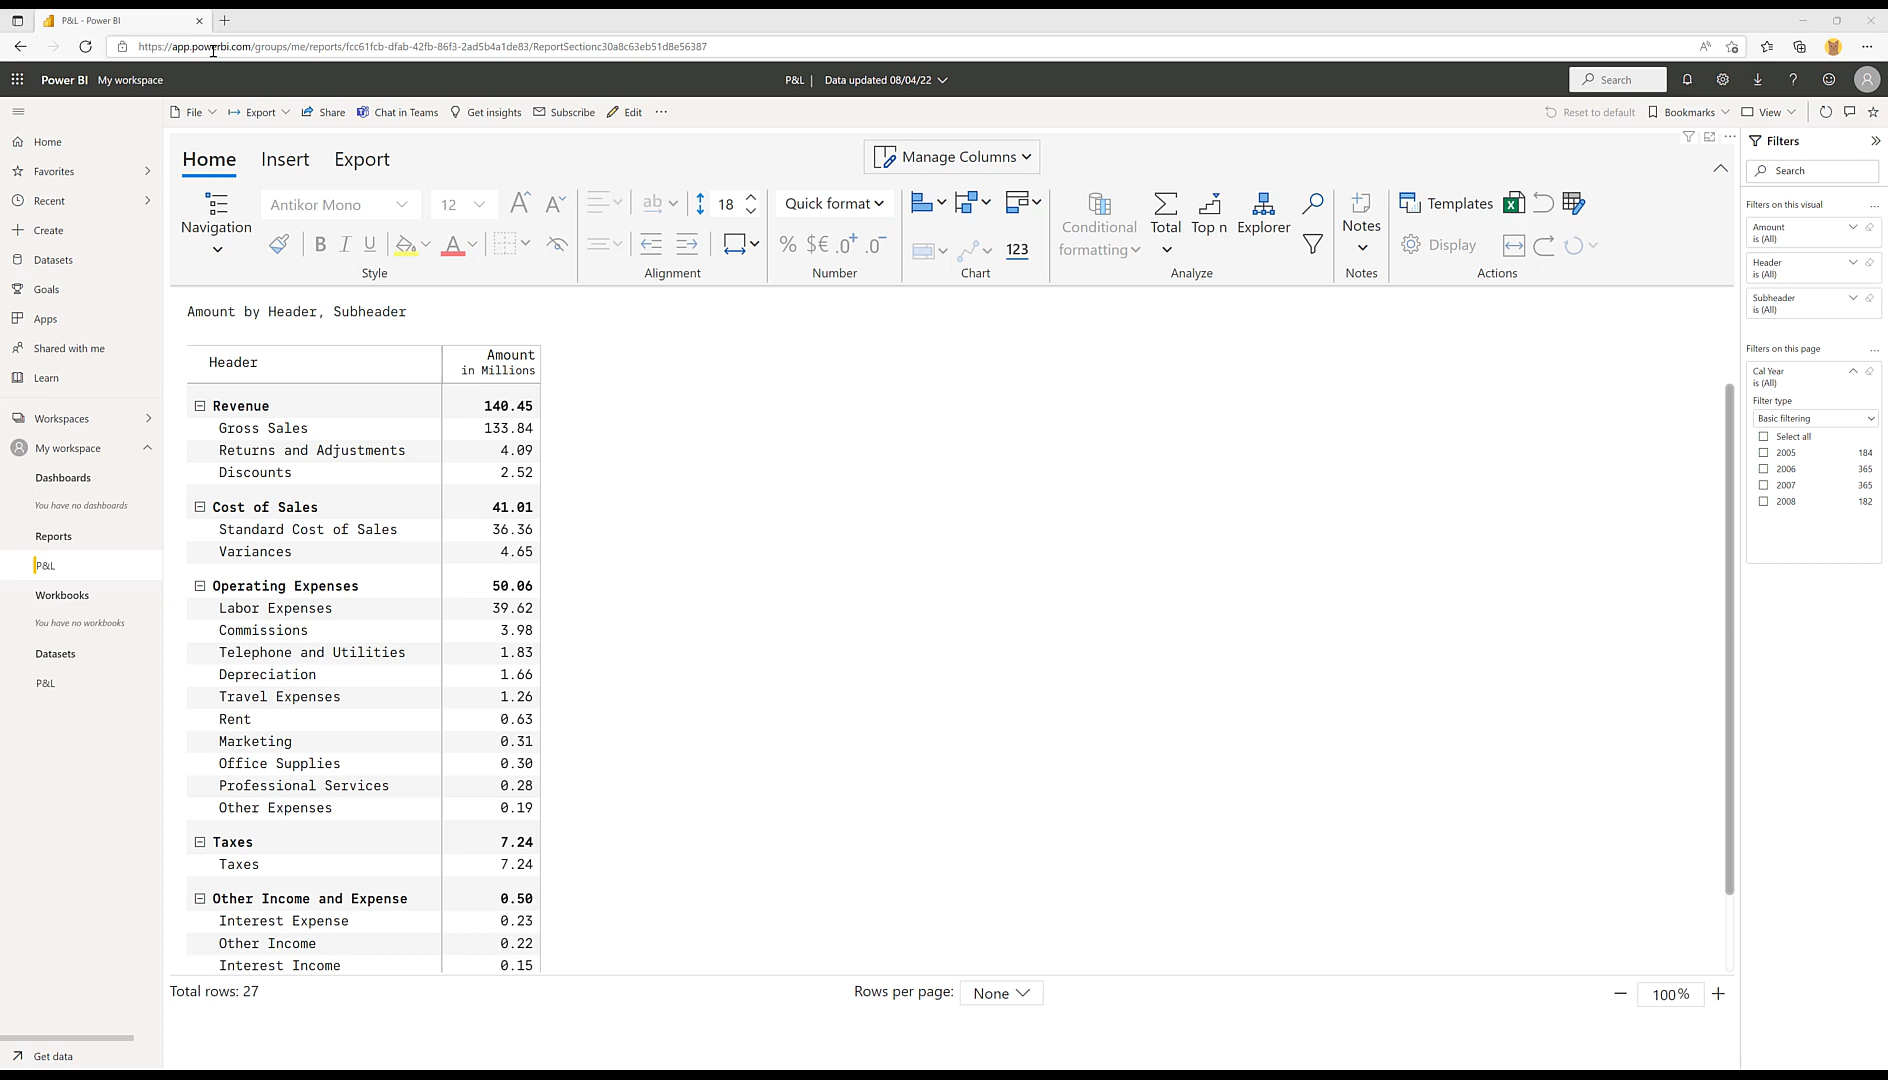 P&L - Power BI
https://app.powerbi.com/groups/me/reports/fcc61fcb-dfab-42fb-86f3-2ad5b4a1de83/ReportSectionc30a8c63eb51d8e56387
Power BI My workspace
P&L | Data updated 08/04/22
Search
File Export Share Chat in Teams Get insights Subscribe Edit
Reset to default Bookmarks View
Home
Favorites
Recent
Create
Datasets
Goals
Apps
Shared with me
Learn
Workspaces
My workspace
Dashboards
You have no dashboards
Reports
P&L
Workbooks
You have no workbooks
Datasets
P&L
Get data
Home Insert Export
Manage Columns
Navigation
Antikor Mono 12
B I U A
Style
ab 18
Alignment
Quick format
% $€ .0+ .0-
Number
123
Chart
Conditional
formatting
Total Top n Explorer
Analyze
Notes
Notes
Templates
Display
Actions
Amount by Header, Subheader
Header Amount
in Millions
Revenue 140.45
Gross Sales 133.84
Returns and Adjustments 4.09
Discounts 2.52
Cost of Sales 41.01
Standard Cost of Sales 36.36
Variances 4.65
Operating Expenses 50.06
Labor Expenses 39.62
Commissions 3.98
Telephone and Utilities 1.83
Depreciation 1.66
Travel Expenses 1.26
Rent 0.63
Marketing 0.31
Office Supplies 0.30
Professional Services 0.28
Other Expenses 0.19
Taxes 7.24
Taxes 7.24
Other Income and Expense 0.50
Interest Expense 0.23
Other Income 0.22
Interest Income 0.15
Total rows: 27
Rows per page: None
100%
Filters
Search
Filters on this visual
Amount
is (All)
Header
is (All)
Subheader
is (All)
Filters on this page
Cal Year
is (All)
Filter type
Basic filtering
Select all
2005 184
2006 365
2007 365
2008 182